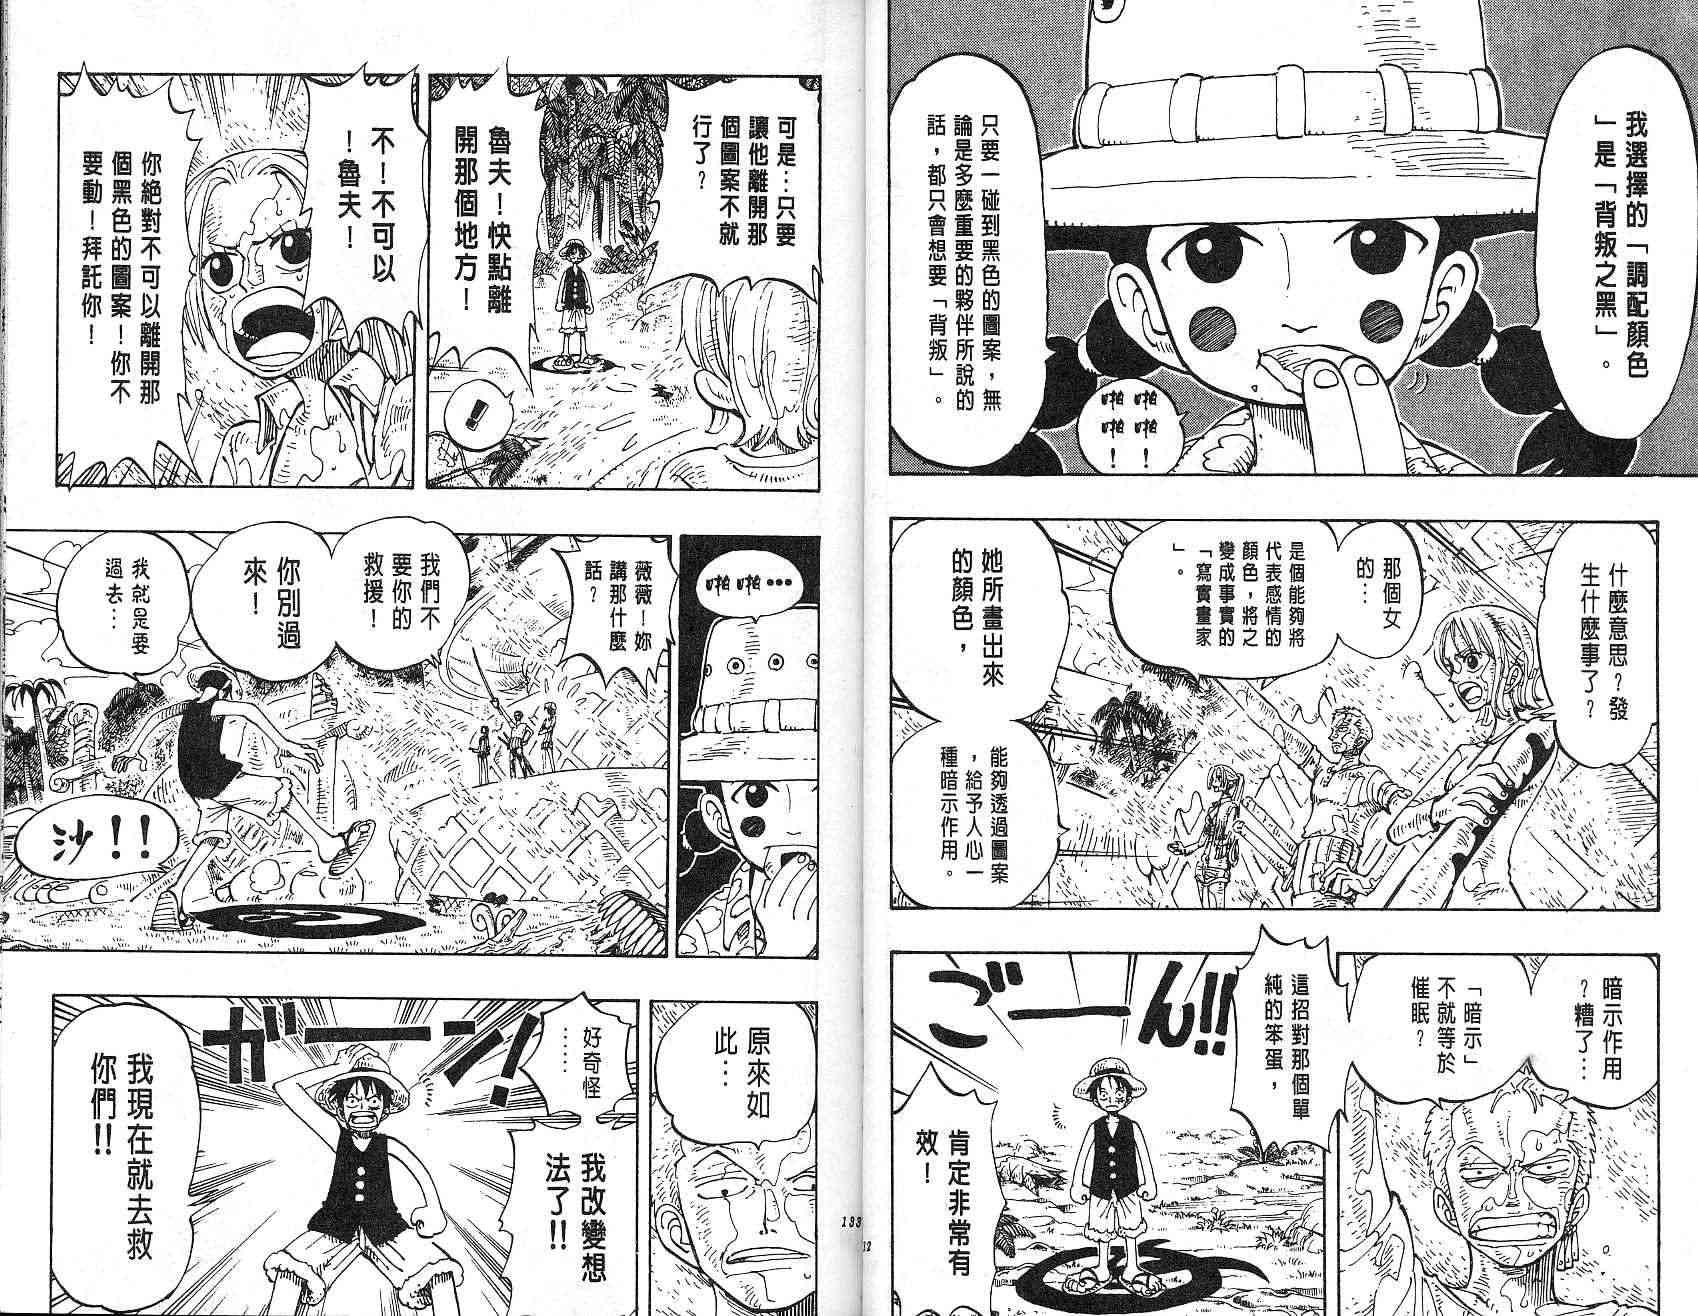 我選擇的「調配顏色
」是「背叛之黑」。
啪啪！
啪啪！
只要一碰到黑色的圖案，無
論是多麼重要的夥伴所說的
話，都只會想要「背叛」。
什麼意思？發
生什麼事了？
那個女
的…
是個能夠將
代表感情的
顏色，將之
變成事實的
「寫實畫家
」。
她所畫出來
的顏色，
能夠透過圖案
，給予人心一
種暗示作用。
暗示作用
？糟了…
「暗示」
不就等於
催眠？
這招對那個單
純的笨蛋，
ごーーん!!
肯定非常有
效！
12
可是…只要
讓他離開那
個圖案不就
行了？
魯夫！快點離
開那個地方！
！
不！不可以
！魯夫！
你絕對不可以離開那
個黑色的圖案！你不
要動！拜託你！
啪啪…
薇薇！妳
講那什麼
話？
我們不
要你的
救援！
你別過
來！
我就是要
過去…
沙！！
原來如
此…
好奇怪
……
我改變想
法了!!
ガーーン！
我現在就去救
你們!!
133